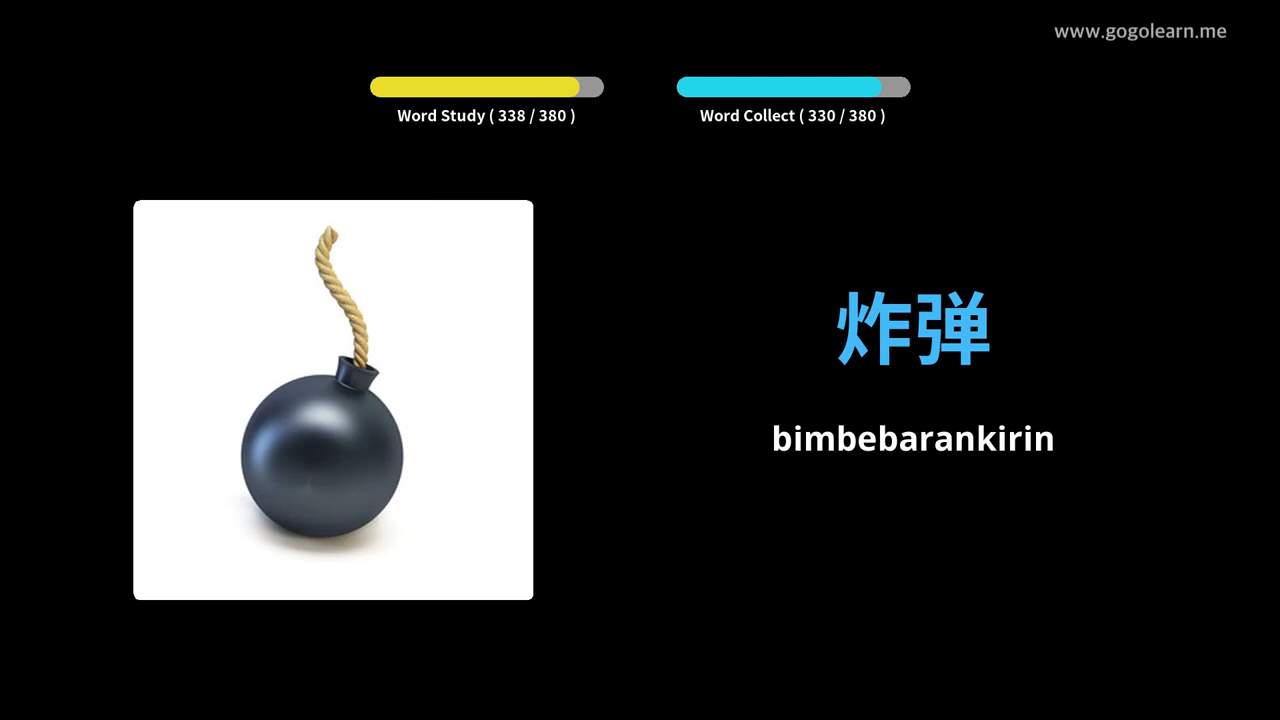 www.gogolearn.me
Word Study ( 338 / 380 )
Word Collect ( 330 / 380 )
炸弹
bimbebarankirin